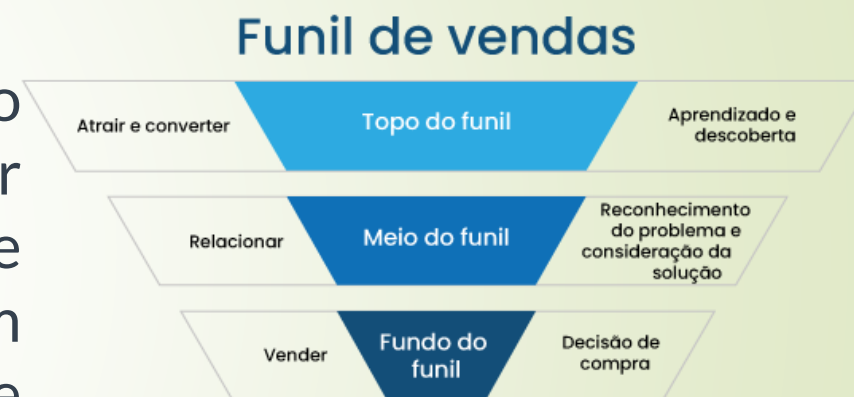 Funil de vendas
o
r
e
m
e
Atrair e converter
Topo do funil
Aprendizado e
descoberta
Relacionar
Meio do funil
Reconhecimento
do problema e
consideração da
solução
Vender
Fundo do
funil
Decisão de
compra